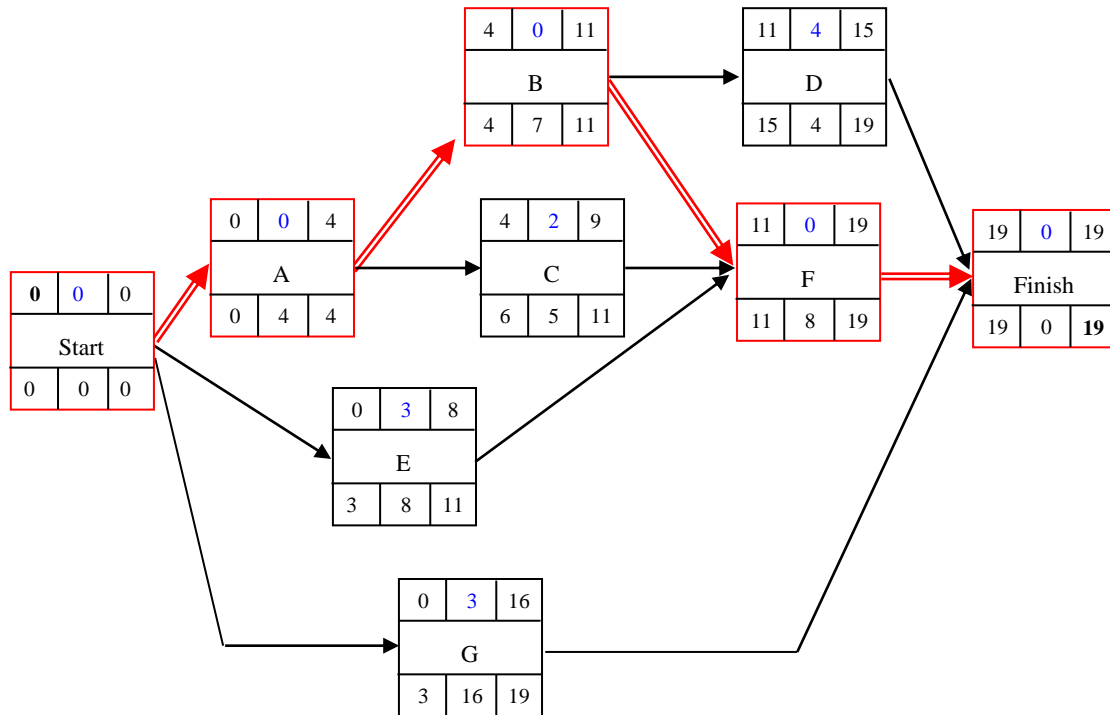 4 0 11
B
4 7 11
11 4 15
D
15 4 19
0 0 4
A
0 4 4
4 2 9
C
6 5 11
11 0 19
F
11 8 19
19 0 19
Finish
19 0 19
0 0 0
Start
0 0 0
0 3 8
E
3 8 11
0 3 16
G
3 16 19